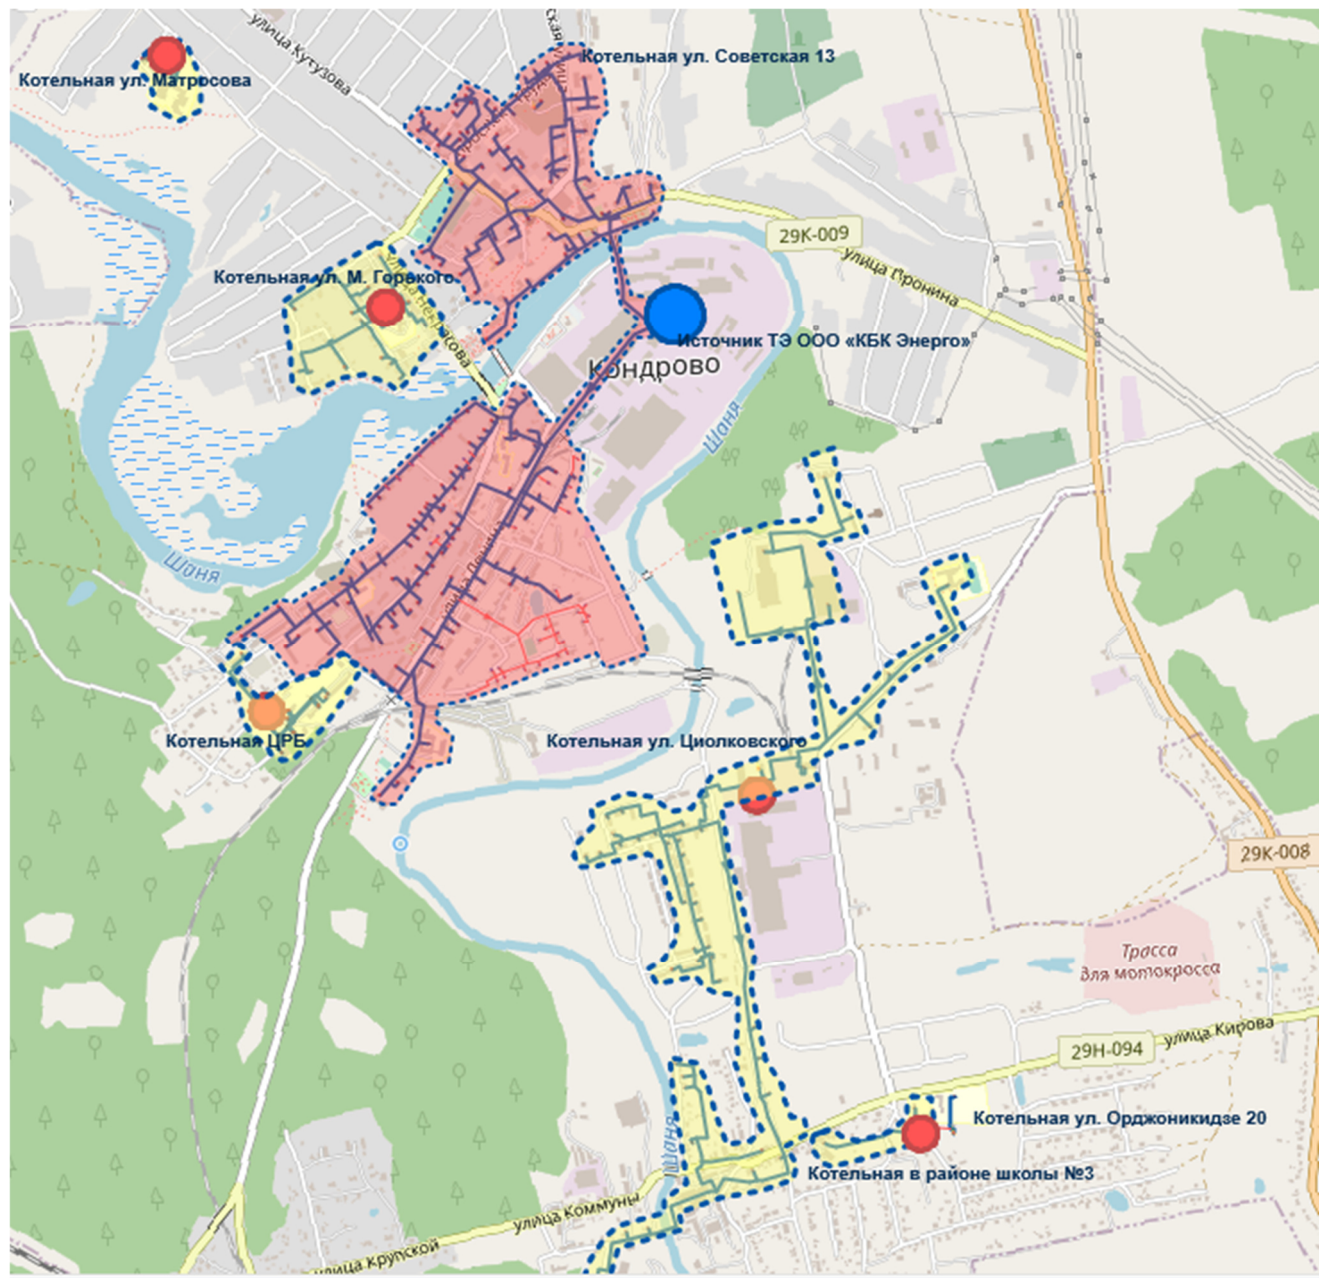 улица Кутузова
Котельная ул. Советская 13
Котельная ул. Матросова
29К-009
улица Пронина
Котельная ул. М. Горького
Источник ТЭ ООО «КБК Энерго»
Кондрово
Шаня
Шаня
улица Ленина
Котельная ЦРБ
Котельная ул. Циолковского
29К-008
Трасса
для мотокросса
29Н-094
улица Кирова
Котельная ул. Орджоникидзе 20
Котельная в районе школы №3
Шаня
улица Коммуны
улица Крупской